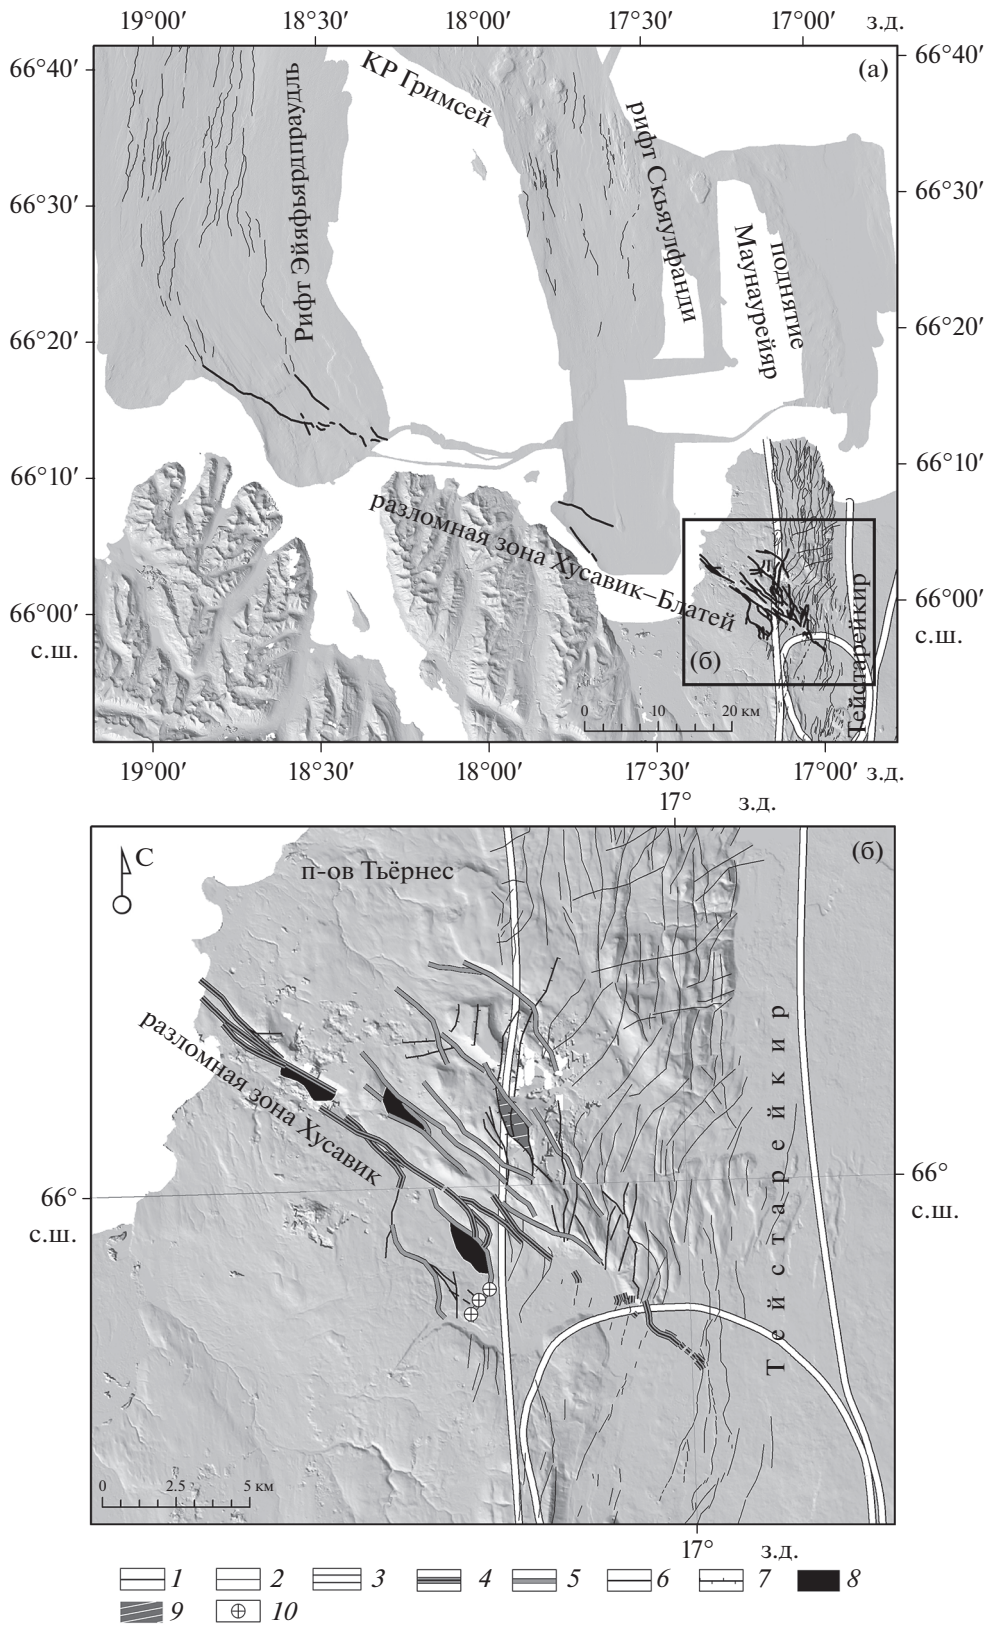 19°00′ 18°30′ 18°00′ 17°30′ 17°00′ з.д.
66°40′ 66°40′
(а)
КР Гримсей
Рифт Эйяфьярдпраудль
рифт Скьяулфанди
поднятие
Маунаурейяр
66°30′ 66°30′
66°20′ 66°20′
66°10′ 66°10′
разломная зона Хусавик–Блатей
66°00′ 66°00′
с.ш. с.ш.
(б)
Тейстарейкир
0 10 20 км
19°00′ 18°30′ 18°00′ 17°30′ 17°00′ з.д.
17° з.д.
(б)
С
п-ов Тьёрнес
разломная зона Хусавик
Тейстарейкир
66° 66°
с.ш. с.ш.
0 2.5 5 км
17° з.д.
1 2 3 4 5 6 7 8
9 10